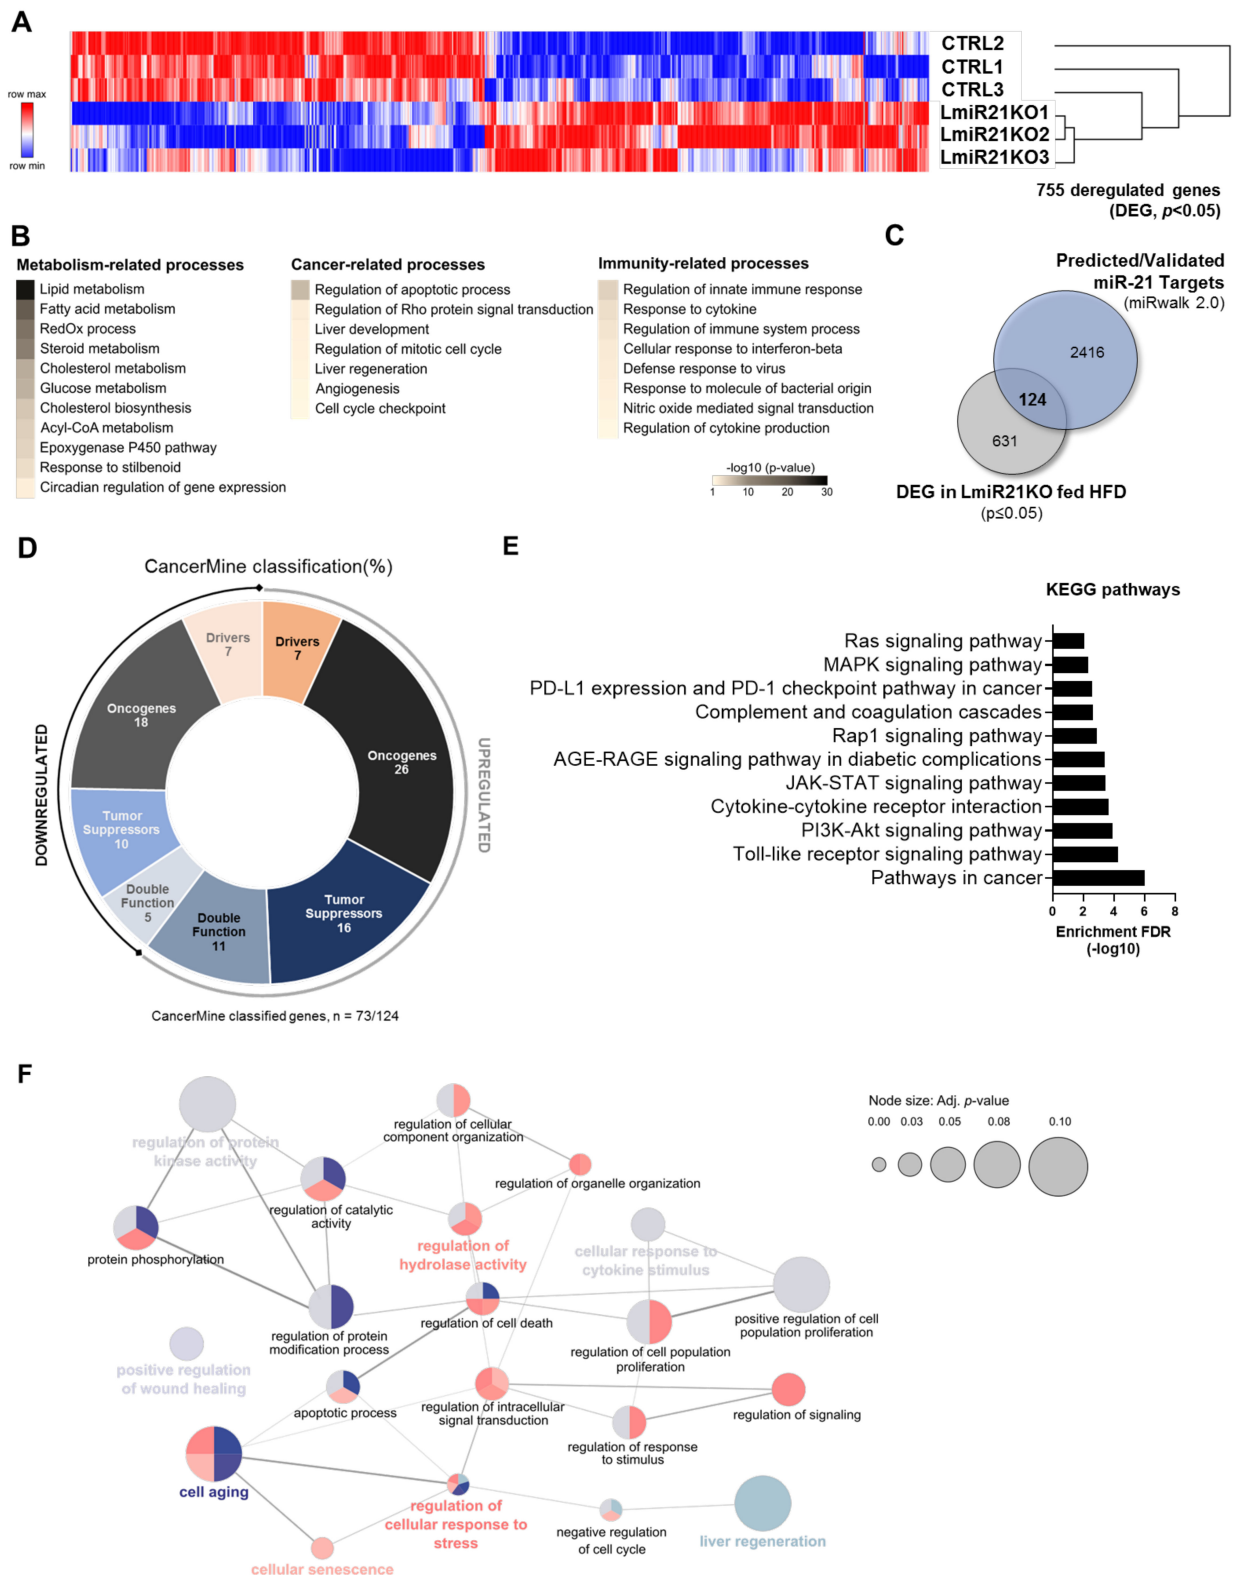 A
CTRL2
CTRL1
CTRL3
LmiR21KO1
LmiR21KO2
LmiR21KO3
row max
row min
755 deregulated genes
(DEG, p<0.05)
B
Metabolism-related processes
Lipid metabolism
Fatty acid metabolism
RedOx process
Steroid metabolism
Cholesterol metabolism
Glucose metabolism
Cholesterol biosynthesis
Acyl-CoA metabolism
Epoxygenase P450 pathway
Response to stilbenoid
Circadian regulation of gene expression
Cancer-related processes
Regulation of apoptotic process
Regulation of Rho protein signal transduction
Liver development
Regulation of mitotic cell cycle
Liver regeneration
Angiogenesis
Cell cycle checkpoint
Immunity-related processes
Regulation of innate immune response
Response to cytokine
Regulation of immune system process
Cellular response to interferon-beta
Defense response to virus
Response to molecule of bacterial origin
Nitric oxide mediated signal transduction
Regulation of cytokine production
-log10 (p-value)
1 10 20 30
C
Predicted/Validated
miR-21 Targets
(miRwalk 2.0)
2416
124
631
DEG in LmiR21KO fed HFD
(p≤0.05)
D
CancerMine classification(%)
Drivers
7
Drivers
7
Oncogenes
18
Oncogenes
26
Tumor
Suppressors
10
Double
Function
5
Double
Function
11
Tumor
Suppressors
16
DOWNREGULATED
UPREGULATED
CancerMine classified genes, n = 73/124
E
KEGG pathways
Ras signaling pathway
MAPK signaling pathway
PD-L1 expression and PD-1 checkpoint pathway in cancer
Complement and coagulation cascades
Rap1 signaling pathway
AGE-RAGE signaling pathway in diabetic complications
JAK-STAT signaling pathway
Cytokine-cytokine receptor interaction
PI3K-Akt signaling pathway
Toll-like receptor signaling pathway
Pathways in cancer
0 2 4 6 8
Enrichment FDR
(-log10)
F
Node size: Adj. p-value
0.00 0.03 0.05 0.08 0.10
regulation of protein
kinase activity
regulation of cellular
component organization
regulation of organelle organization
regulation of catalytic
activity
protein phosphorylation
regulation of
hydrolase activity
cellular response to
cytokine stimulus
regulation of protein
modification process
regulation of cell death
positive regulation of cell
population proliferation
regulation of cell population
proliferation
positive regulation
of wound healing
apoptotic process
regulation of intracellular
signal transduction
regulation of signaling
regulation of response
to stimulus
cell aging
regulation of
cellular response to
stress
negative regulation
of cell cycle
liver regeneration
cellular senescence